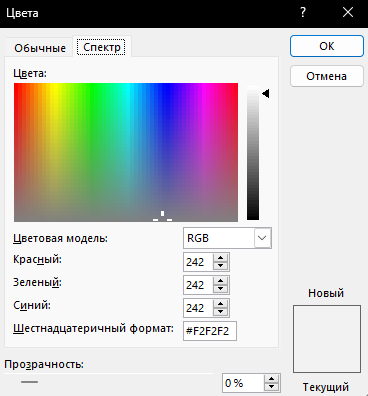 Цвета
?
Обычные
Спектр
ОК
Отмена
Цвета:
Цветовая модель: RGB
Красный: 242
Зеленый: 242
Синий: 242
Шестнадцатеричный формат: #F2F2F2
Новый
Прозрачность:
0 %
Текущий